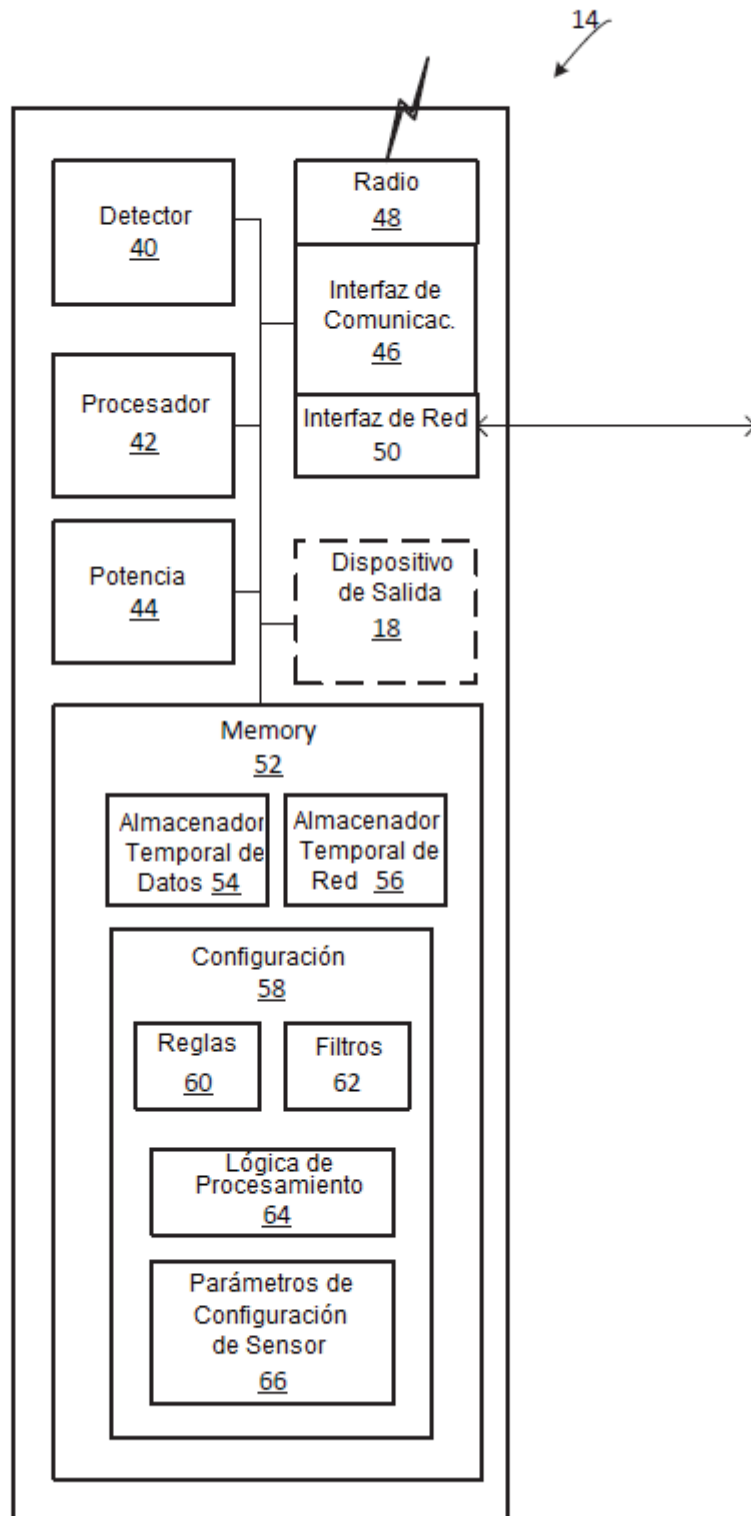 14
Detector
40
Radio
48
Interfaz de
Comunicac.
46
Procesador
42
Interfaz de Red
50
Potencia
44
Dispositivo
de Salida
18
Memory
52
Almacenador
Temporal de
Datos 54
Almacenador
Temporal de
Red 56
Configuración
58
Reglas
60
Filtros
62
Lógica de
Procesamiento
64
Parámetros de
Configuración
de Sensor
66